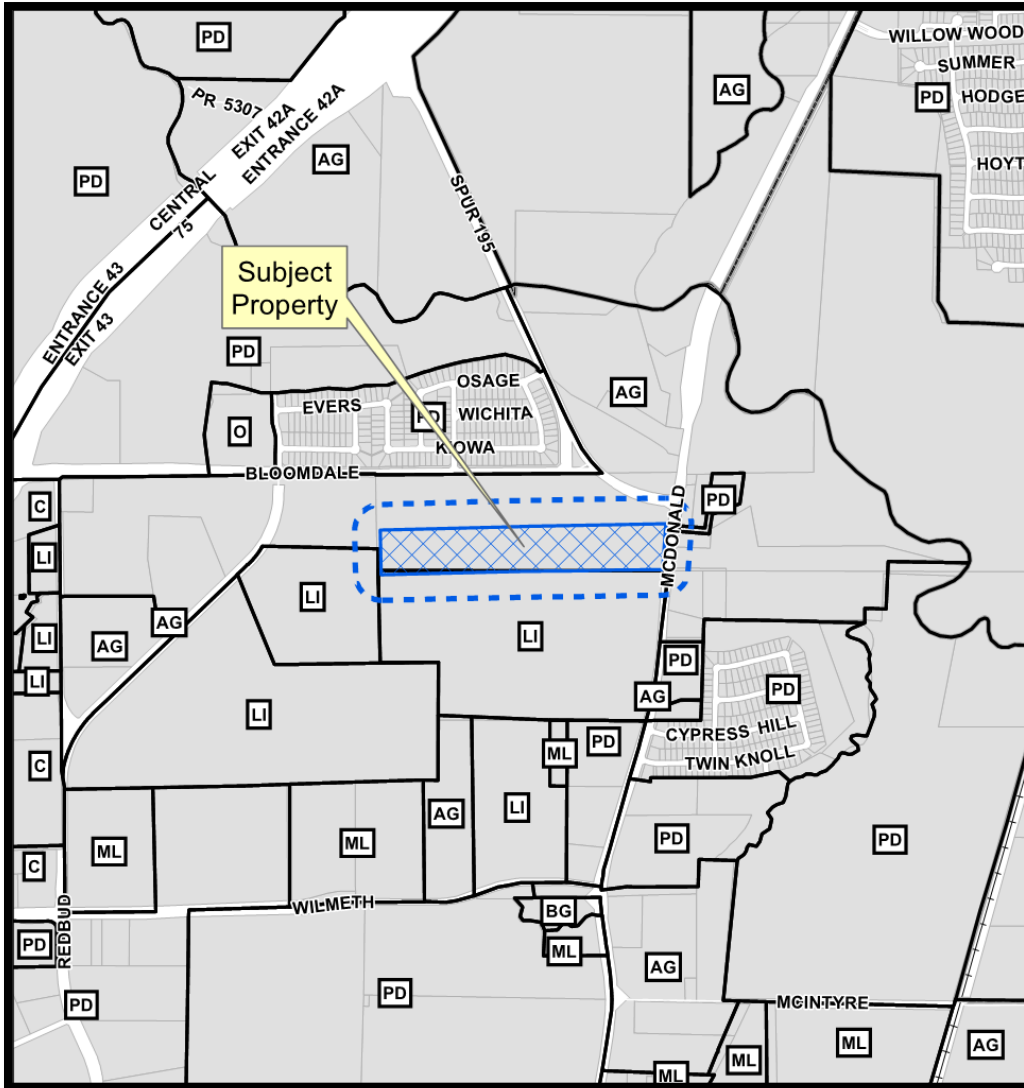 PD
WILLOW WOOD
SUMMER
PD
HODGE
HOYT
AG
PR 5307
EXIT 42A
ENTRANCE 42A
AG
PD
CENTRAL
75
SPUR 195
ENTRANCE 43
EXIT 43
Subject
Property
PD
AG
OSAGE
EVERS
PD
WICHITA
KIOWA
O
BLOOMDALE
C
PD
MCDONALD
LI
LI
AG
LI
AG
LI
LI
PD
LI
AG
PD
LI
CYPRESS HILL
TWIN KNOLL
ML
PD
C
AG
LI
ML
ML
PD
PD
C
WILMETH
REDBUD
BG
PD
ML
AG
PD
PD
MCINTYRE
ML
AG
ML
ML